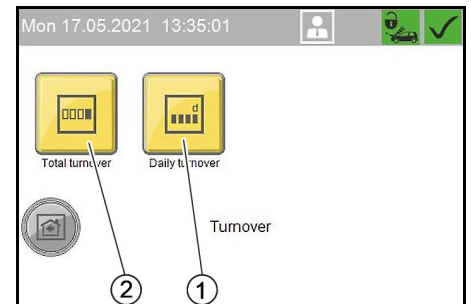 Mon 17.05.2021 13:35:01
d
Total turnover Daily turnover
Turnover
2 1